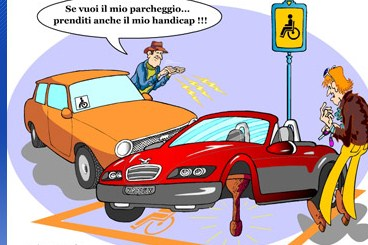 Se vuoi il mio parcheggio...
prenditi anche il mio handicap !!!